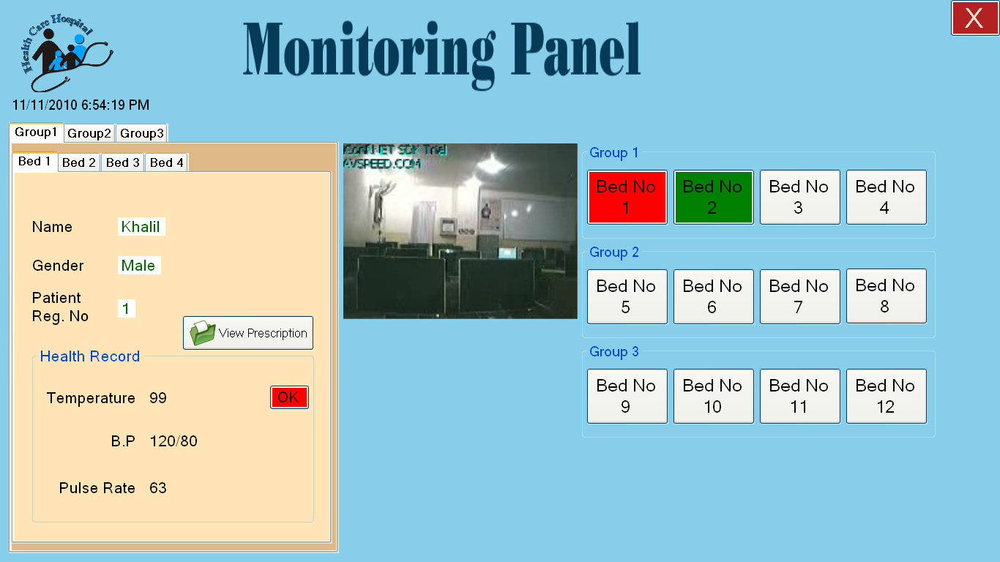 Health Care Hospital
Monitoring Panel
X
11/11/2010 6:54:19 PM
Group1 Group2 Group3
Bed 1 Bed 2 Bed 3 Bed 4
Name Khalil
Gender Male
Patient
Reg. No 1
View Prescription
Health Record
Temperature 99 OK
B.P 120/80
Pulse Rate 63
SDK Trial
AVSPEED.COM
Group 1
Bed No
1
Bed No
2
Bed No
3
Bed No
4
Group 2
Bed No
5
Bed No
6
Bed No
7
Bed No
8
Group 3
Bed No
9
Bed No
10
Bed No
11
Bed No
12